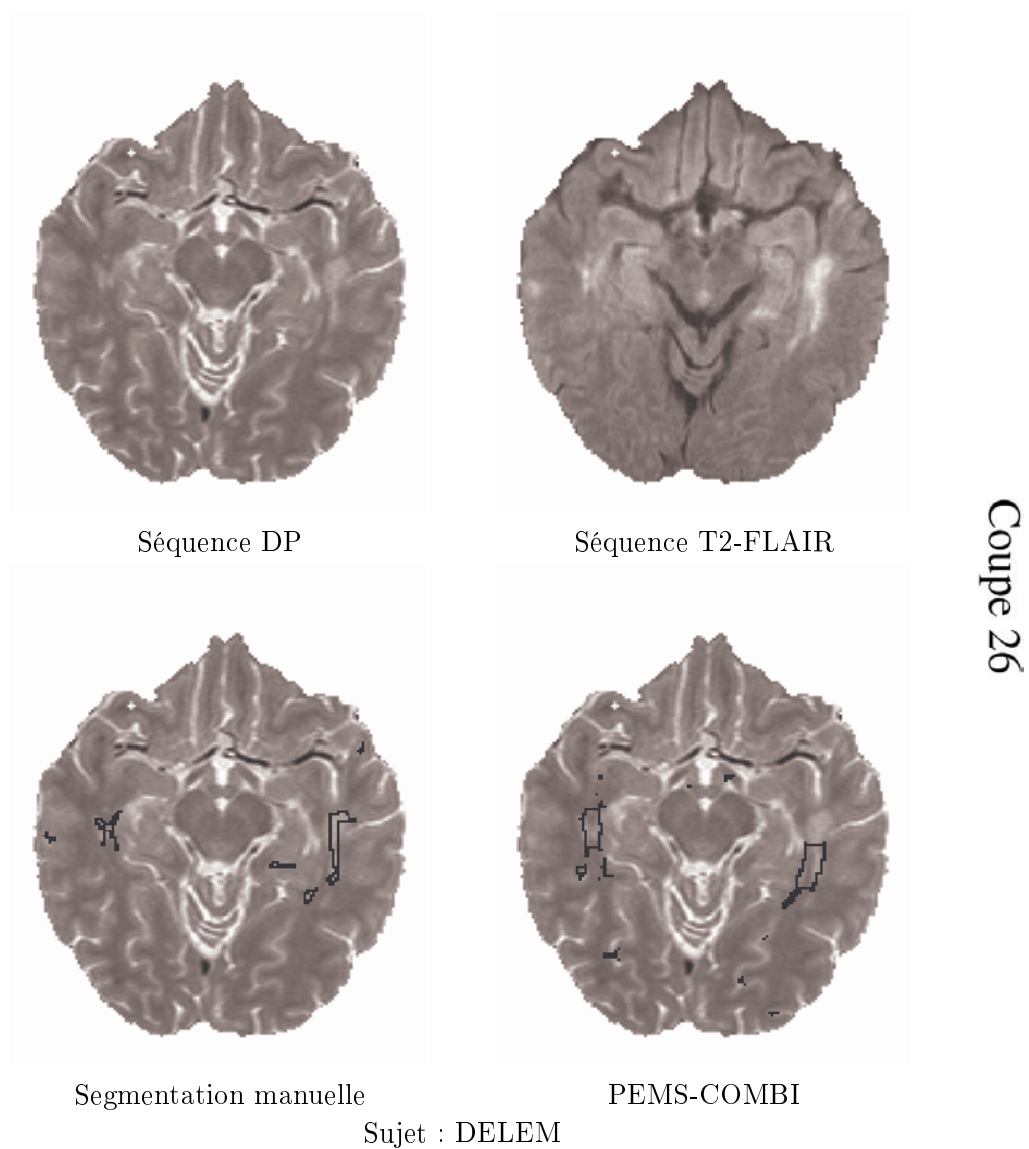 Séquence DP
Séquence T2-FLAIR
Coupe 26
Segmentation manuelle
PEMS-COMBI
Sujet : DELEM